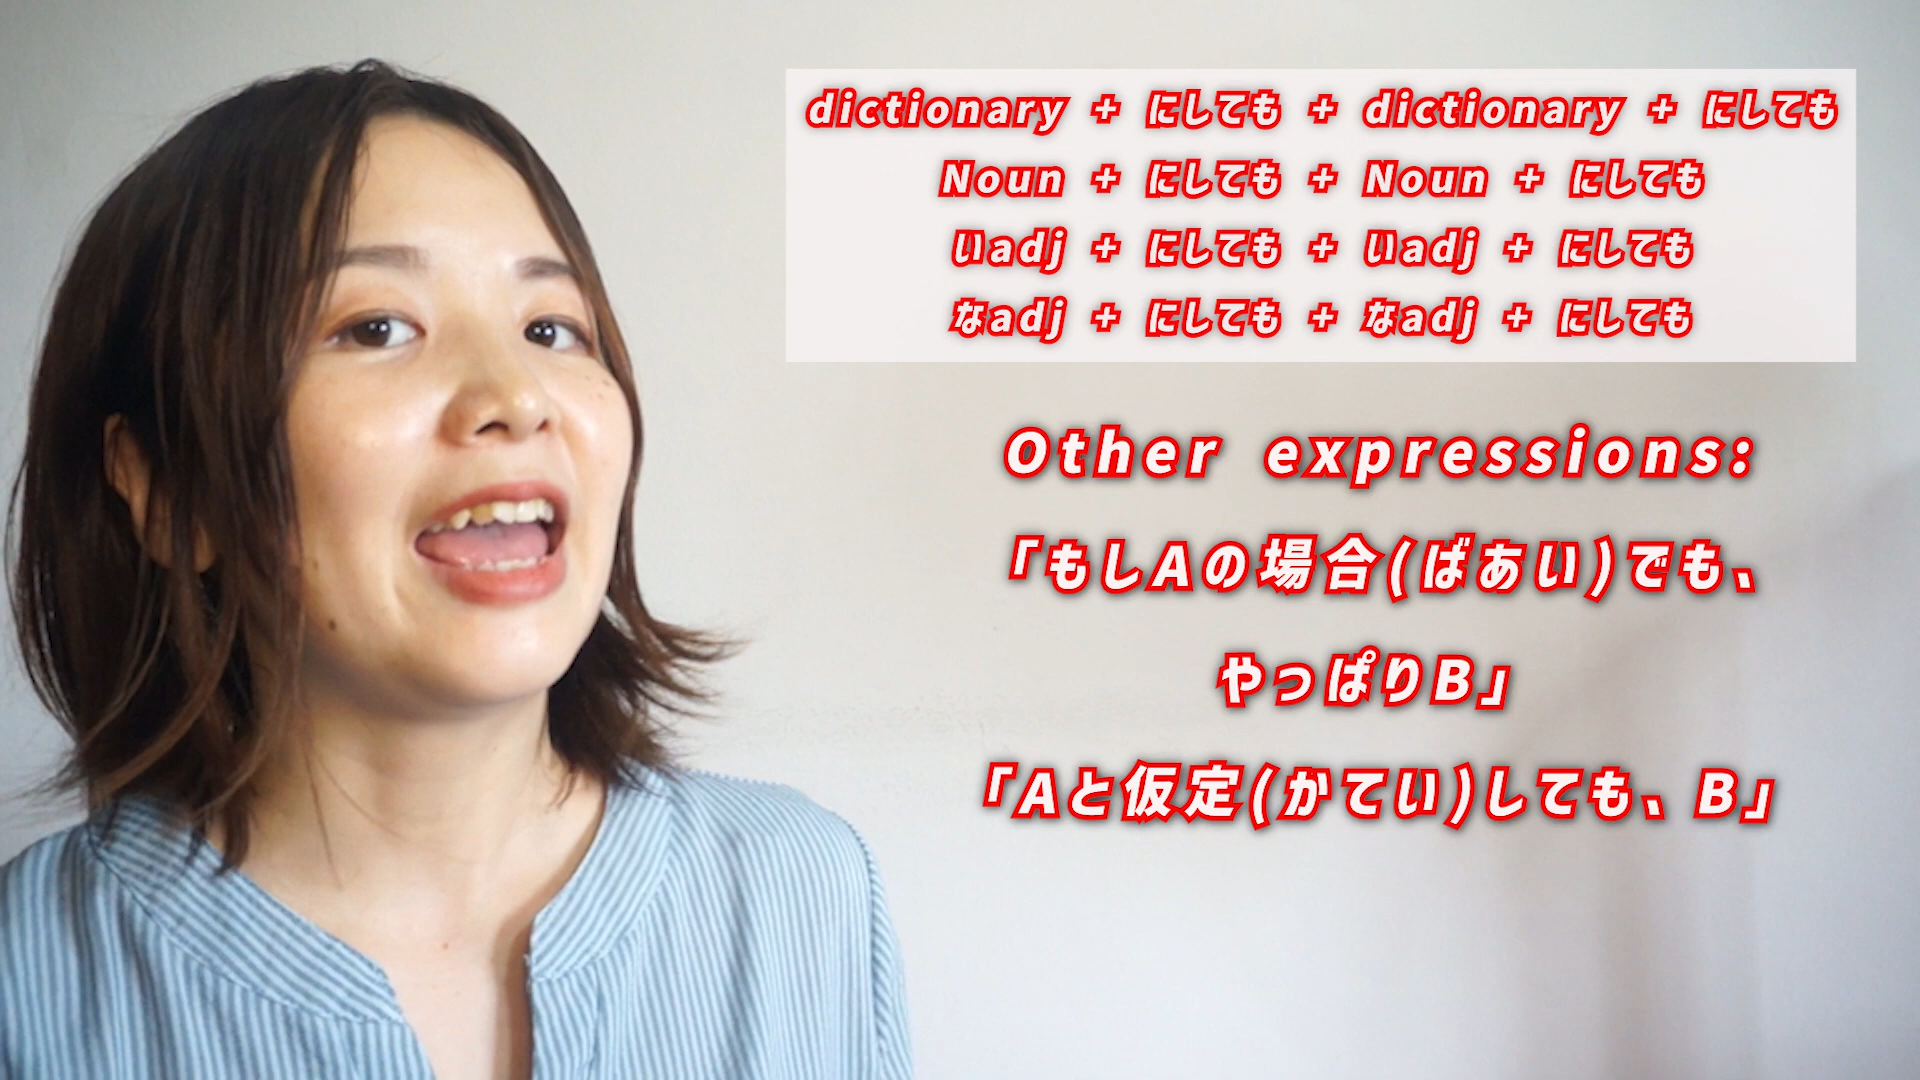 dictionary + にしても + dictionary + にしても
Noun + にしても + Noun + にしても
いadj + にしても + いadj + にしても
なadj + にしても + なadj + にしても
Other expressions:
「もしAの場合(ばあい)でも、
やっぱりB」
「Aと仮定(かてい)しても、B」